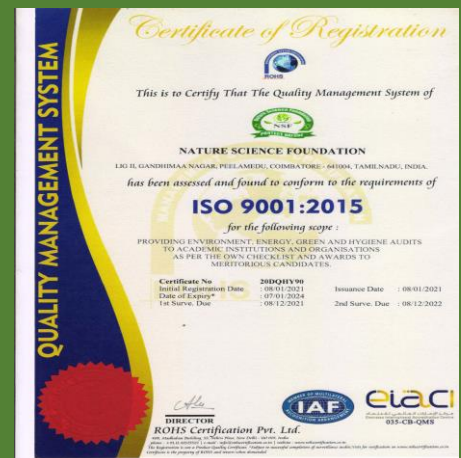 Certificate of Registration
ROHS
This is to Certify That The Quality Management System of
NSF
NATURE SCIENCE FOUNDATION
LIG II, GANDHIMAA NAGAR, PEELAMEDU, COIMBATORE - 641004, TAMILNADU, INDIA.
has been assessed and found to conform to the requirements of
ISO 9001:2015
for the following scope :
PROVIDING ENVIRONMENT, ENERGY, GREEN AND HYGIENE AUDITS
TO ACADEMIC INSTITUTIONS AND ORGANISATIONS
AS PER THE OWN CHECKLIST AND AWARDS TO
MERITORIOUS CANDIDATES.
Certificate No 20DQHY90
Initial Registration Date : 08/01/2021 Issuance Date : 08/01/2021
Date of Expiry* : 07/01/2024
1st Surve. Due : 08/12/2021 2nd Surve. Due : 08/12/2022
QUALITY MANAGEMENT SYSTEM
DIRECTOR
ROHS Certification Pvt. Ltd.
IAF
eiaci
035-CB-QMS